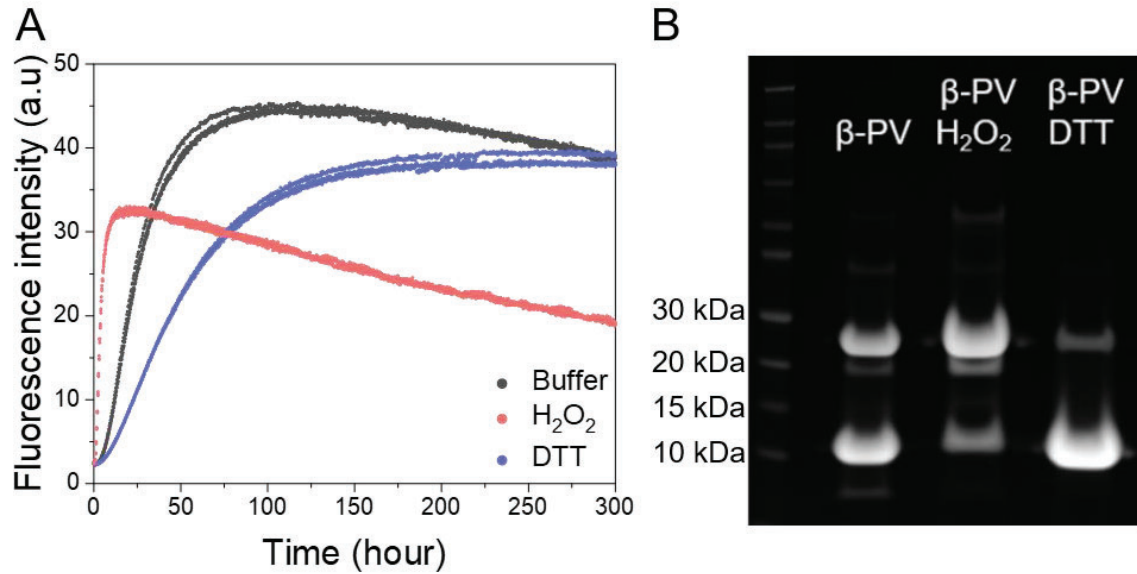 A
Fluorescence intensity (a.u)
50
40
30
20
10
0
0 50 100 150 200 250 300
Time (hour)
Buffer
H₂O₂
DTT
B
β-PV
β-PV
H₂O₂
β-PV
DTT
30 kDa
20 kDa
15 kDa
10 kDa